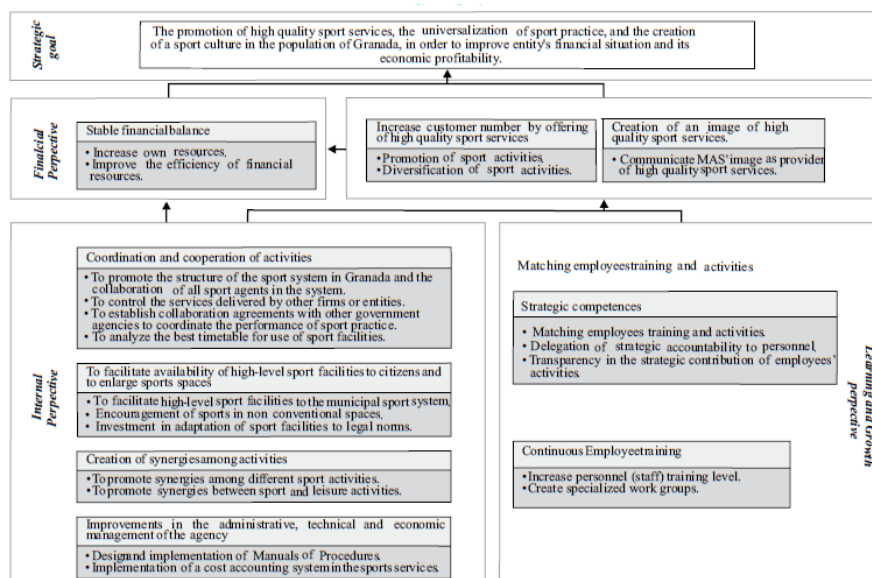 Strategic
goal
The promotion of high quality sport services, the universalization of sport practice, and the creation
of a sport culture in the population of Granada, in order to improve entity's financial situation and its
economic profitability.
Finalcial
Perpective
Stable financial balance
• Increase own resources.
• Improve the efficiency of financial
resources.
Increase customer number by offering
of high quality sport services
• Promotion of sport activities.
• Diversification of sport activities.
Creation of an image of high
quality sport services.
• Communicate MAS' image as provider
of high quality sport services.
Internal
Perpective
Coordination and cooperation of activities
• To promote the structure of the sport system in Granada and the
collaboration of all sport agents in the system.
• To control the services delivered by other firms or entities.
• To establish collaboration agreements with other government
agencies to coordinate the performance of sport practice.
• To analyze the best timetable for use of sport facilities.
To facilitate availability of high-level sport facilities to citizens and
to enlarge sports spaces
• To facilitate high-level sport facilities to the municipal sport system.
• Encouragement of sports in non conventional spaces.
• Investment in adaptation of sport facilities to legal norms.
Creation of synergies among activities
• To promote synergies among different sport activities.
• To promote synergies between sport and leisure activities.
Improvements in the administrative, technical and economic
management of the agency
• Design and implementation of Manuals of Procedures.
• Implementation of a cost accounting system in the sports services.
Matching employees training and activities
Strategic competences
• Matching employees training and activities.
• Delegation of strategic accountability to personnel.
• Transparency in the strategic contribution of employees'
activities.
Continuous Employee training
• Increase personnel (staff) training level.
• Create specialized work groups.
Learning and Growth
perpective